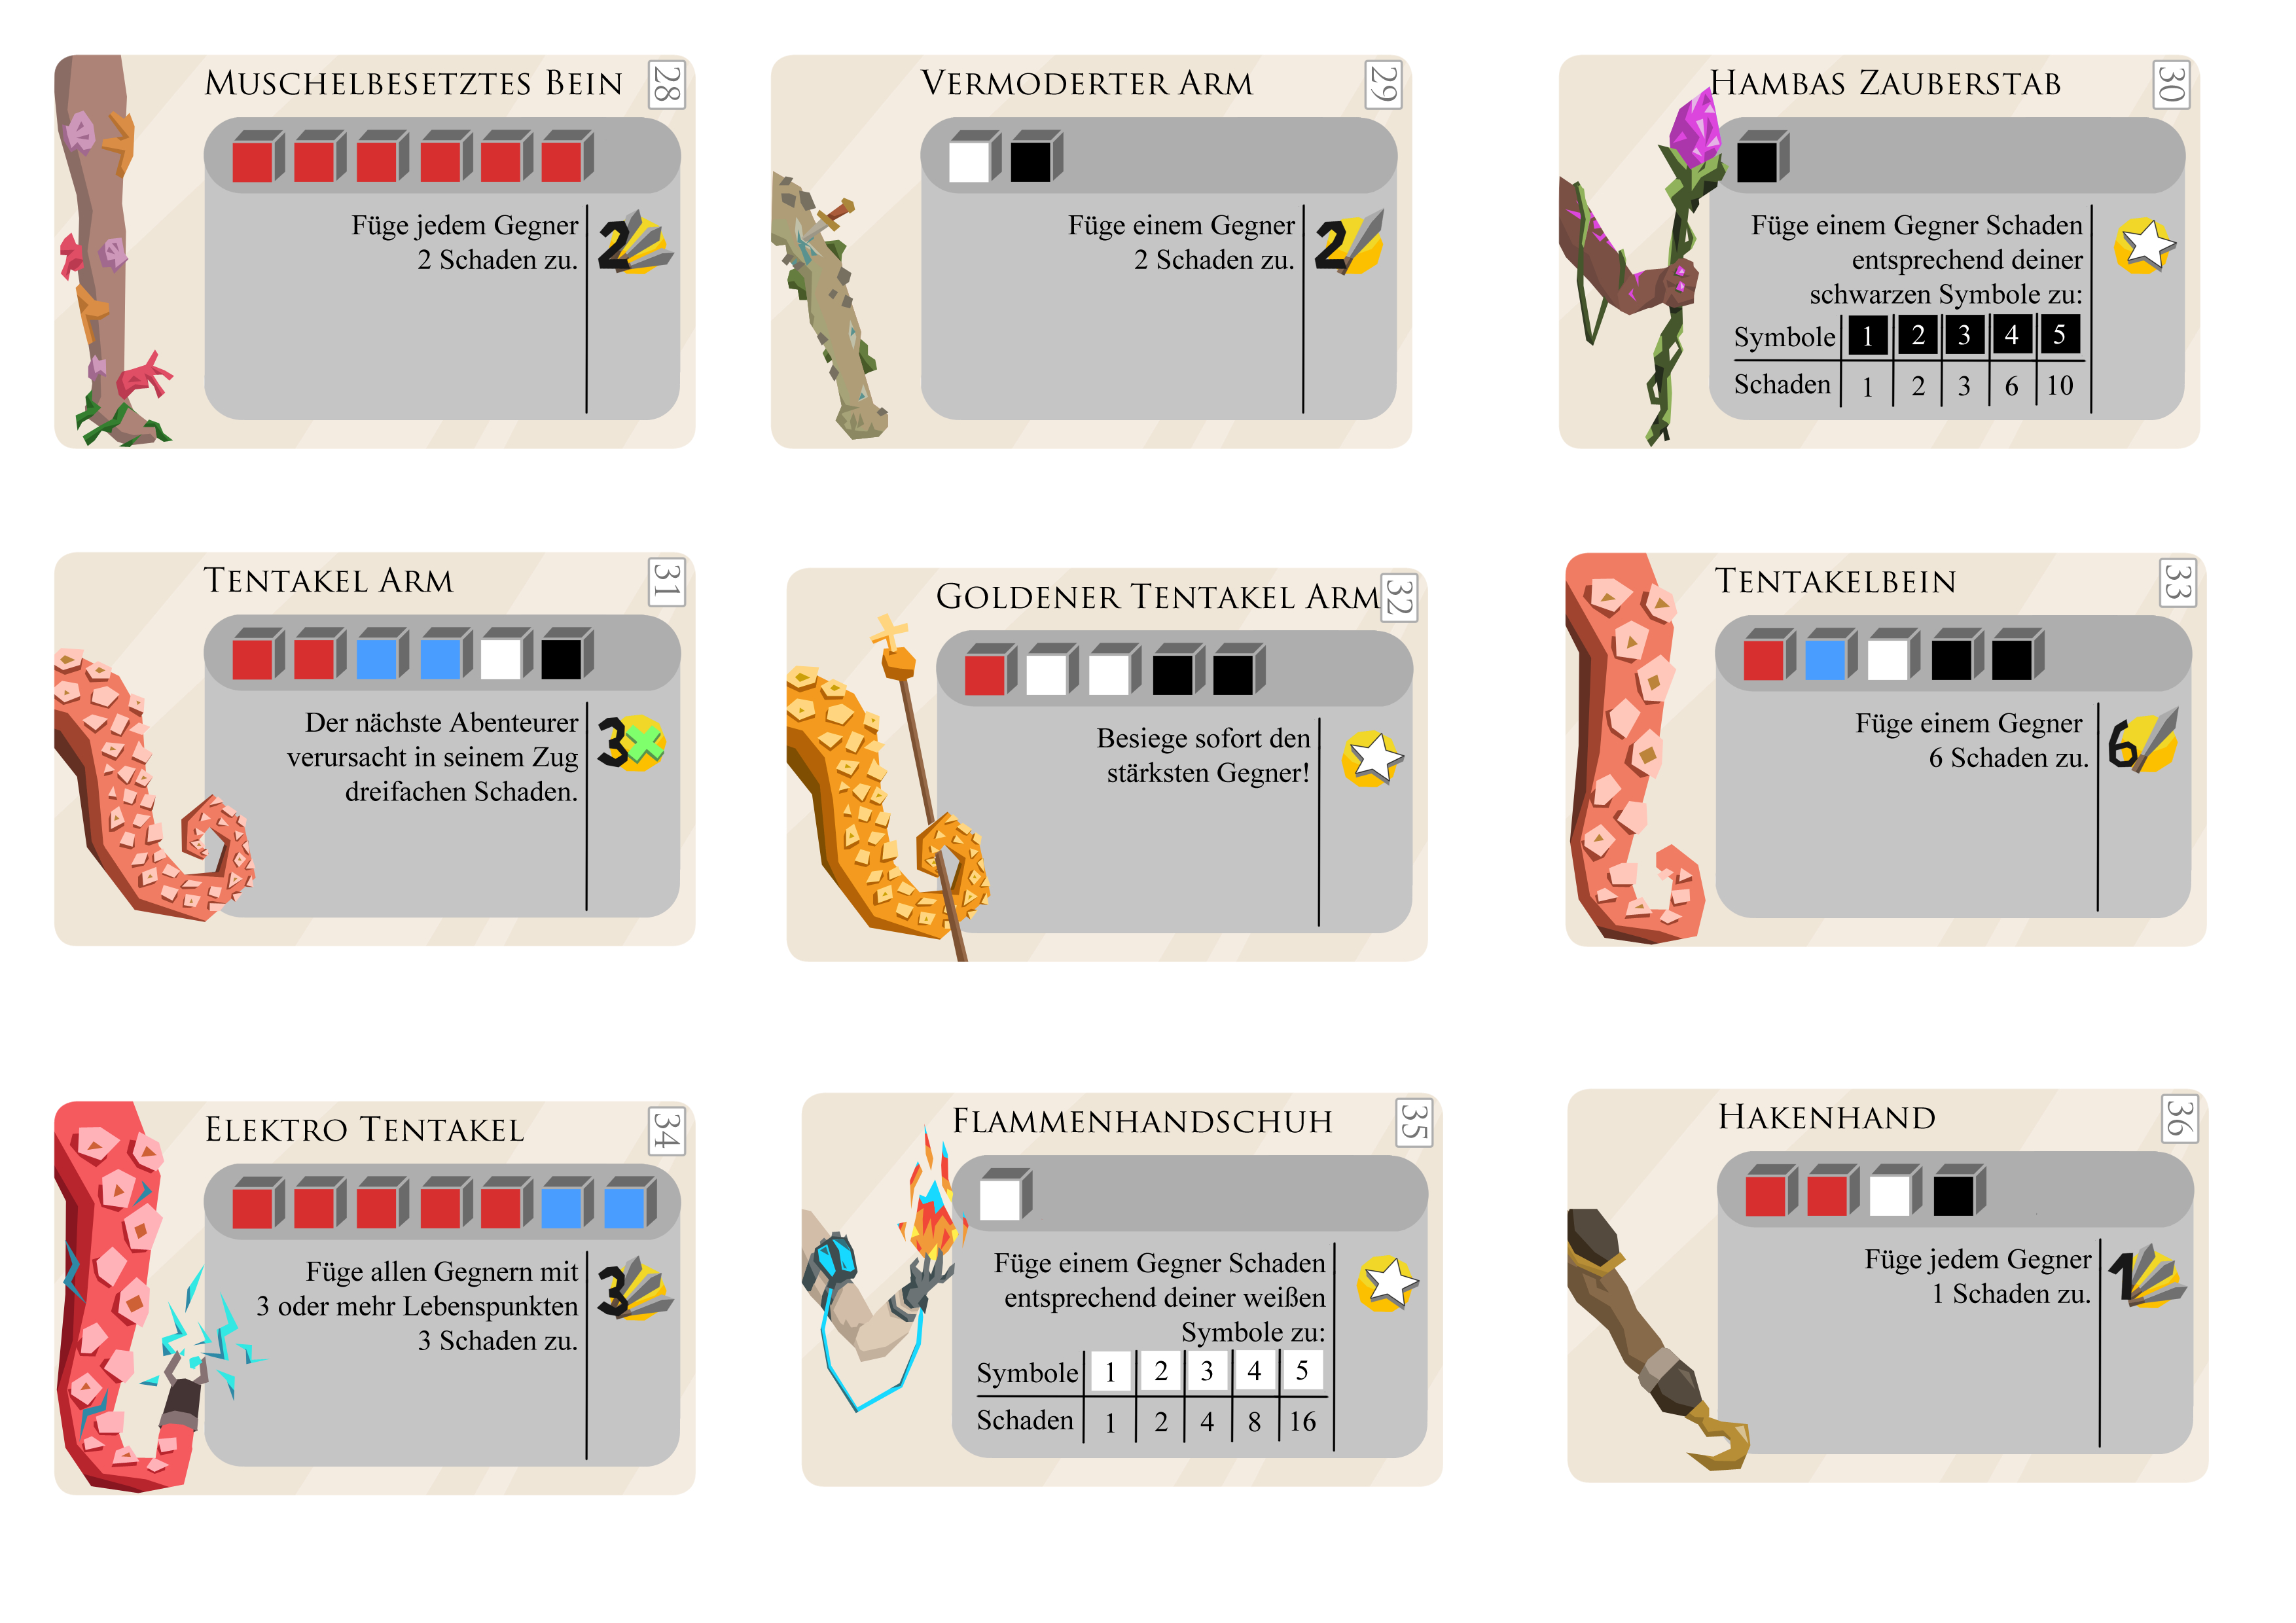 MUSCHELBESETZTES BEIN
28
Füge jedem Gegner
2 Schaden zu.
2
VERMODERTER ARM
29
Füge einem Gegner
2 Schaden zu.
2
HAMBAS ZAUBERSTAB
30
Füge einem Gegner Schaden
entsprechend deiner
schwarzen Symbole zu:
Symbole 1 2 3 4 5
Schaden 1 2 3 6 10
TENTAKEL ARM
31
Der nächste Abenteurer
verursacht in seinem Zug
dreifachen Schaden.
3
GOLDENER TENTAKEL ARM
32
Besiege sofort den
stärksten Gegner!
TENTAKELBEIN
33
Füge einem Gegner
6 Schaden zu.
6
ELEKTRO TENTAKEL
34
Füge allen Gegnern mit
3 oder mehr Lebenspunkten
3 Schaden zu.
3
FLAMMENHANDSCHUH
35
Füge einem Gegner Schaden
entsprechend deiner weißen
Symbole zu:
Symbole 1 2 3 4 5
Schaden 1 2 4 8 16
HAKENHAND
36
Füge jedem Gegner
1 Schaden zu.
1